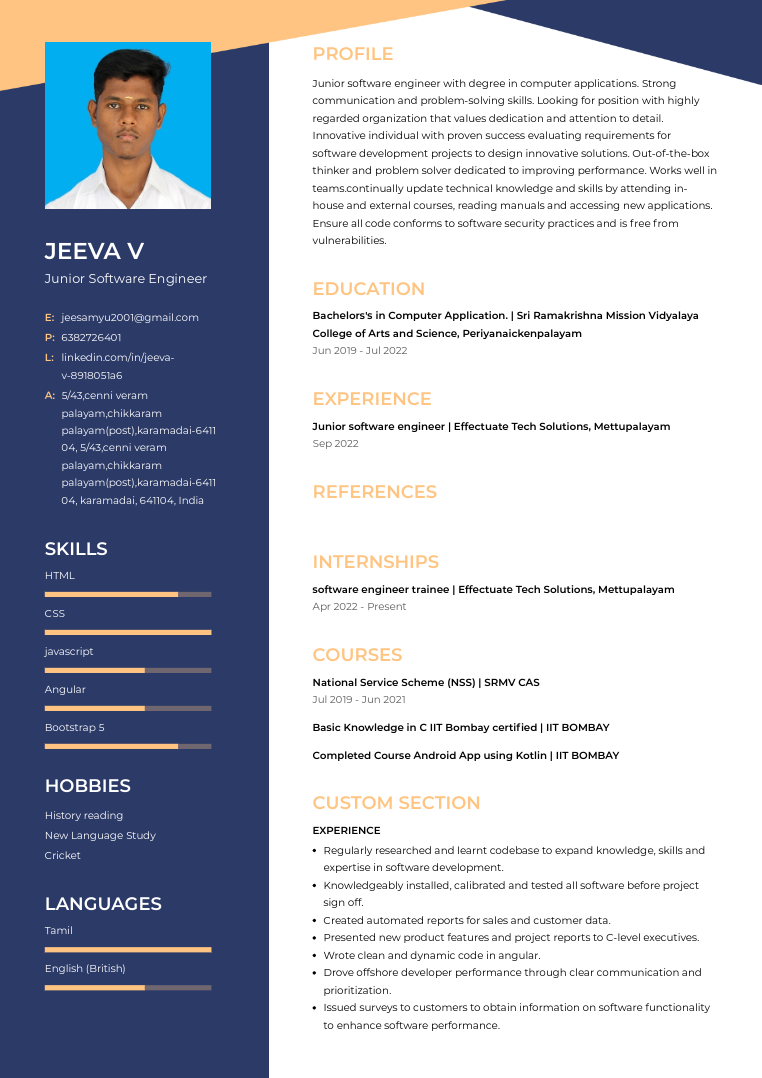 JEEVA V
Junior Software Engineer
E: jeesamyu2001@gmail.com
P: 6382726401
L: linkedin.com/in/jeeva-
v-8918051a6
A: 5/43,cenni veram
palayam,chikkaram
palayam(post),karamadai-6411
04, 5/43,cenni veram
palayam,chikkaram
palayam(post),karamadai-6411
04, karamadai, 641104, India
SKILLS
HTML
CSS
javascript
Angular
Bootstrap 5
HOBBIES
History reading
New Language Study
Cricket
LANGUAGES
Tamil
English (British)
PROFILE
Junior software engineer with degree in computer applications. Strong
communication and problem-solving skills. Looking for position with highly
regarded organization that values dedication and attention to detail.
Innovative individual with proven success evaluating requirements for
software development projects to design innovative solutions. Out-of-the-box
thinker and problem solver dedicated to improving performance. Works well in
teams.continually update technical knowledge and skills by attending in-
house and external courses, reading manuals and accessing new applications.
Ensure all code conforms to software security practices and is free from
vulnerabilities.
EDUCATION
Bachelors's in Computer Application. | Sri Ramakrishna Mission Vidyalaya
College of Arts and Science, Periyanaickenpalayam
Jun 2019 - Jul 2022
EXPERIENCE
Junior software engineer | Effectuate Tech Solutions, Mettupalayam
Sep 2022
REFERENCES
INTERNSHIPS
software engineer trainee | Effectuate Tech Solutions, Mettupalayam
Apr 2022 - Present
COURSES
National Service Scheme (NSS) | SRMV CAS
Jul 2019 - Jun 2021
Basic Knowledge in C IIT Bombay certified | IIT BOMBAY
Completed Course Android App using Kotlin | IIT BOMBAY
CUSTOM SECTION
EXPERIENCE
• Regularly researched and learnt codebase to expand knowledge, skills and
expertise in software development.
• Knowledgeably installed, calibrated and tested all software before project
sign off.
• Created automated reports for sales and customer data.
• Presented new product features and project reports to C-level executives.
• Wrote clean and dynamic code in angular.
• Drove offshore developer performance through clear communication and
prioritization.
• Issued surveys to customers to obtain information on software functionality
to enhance software performance.